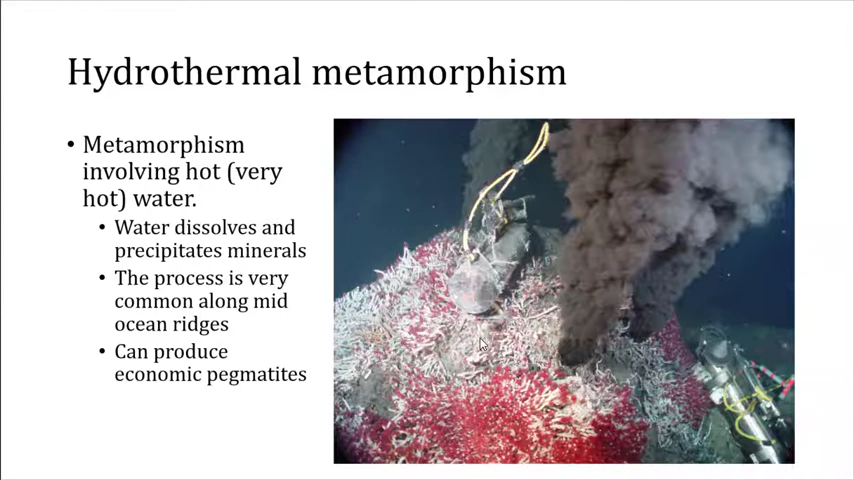 Hydrothermal metamorphism
• Metamorphism
involving hot (very
hot) water.
• Water dissolves and
precipitates minerals
• The process is very
common along mid
ocean ridges
• Can produce
economic pegmatites